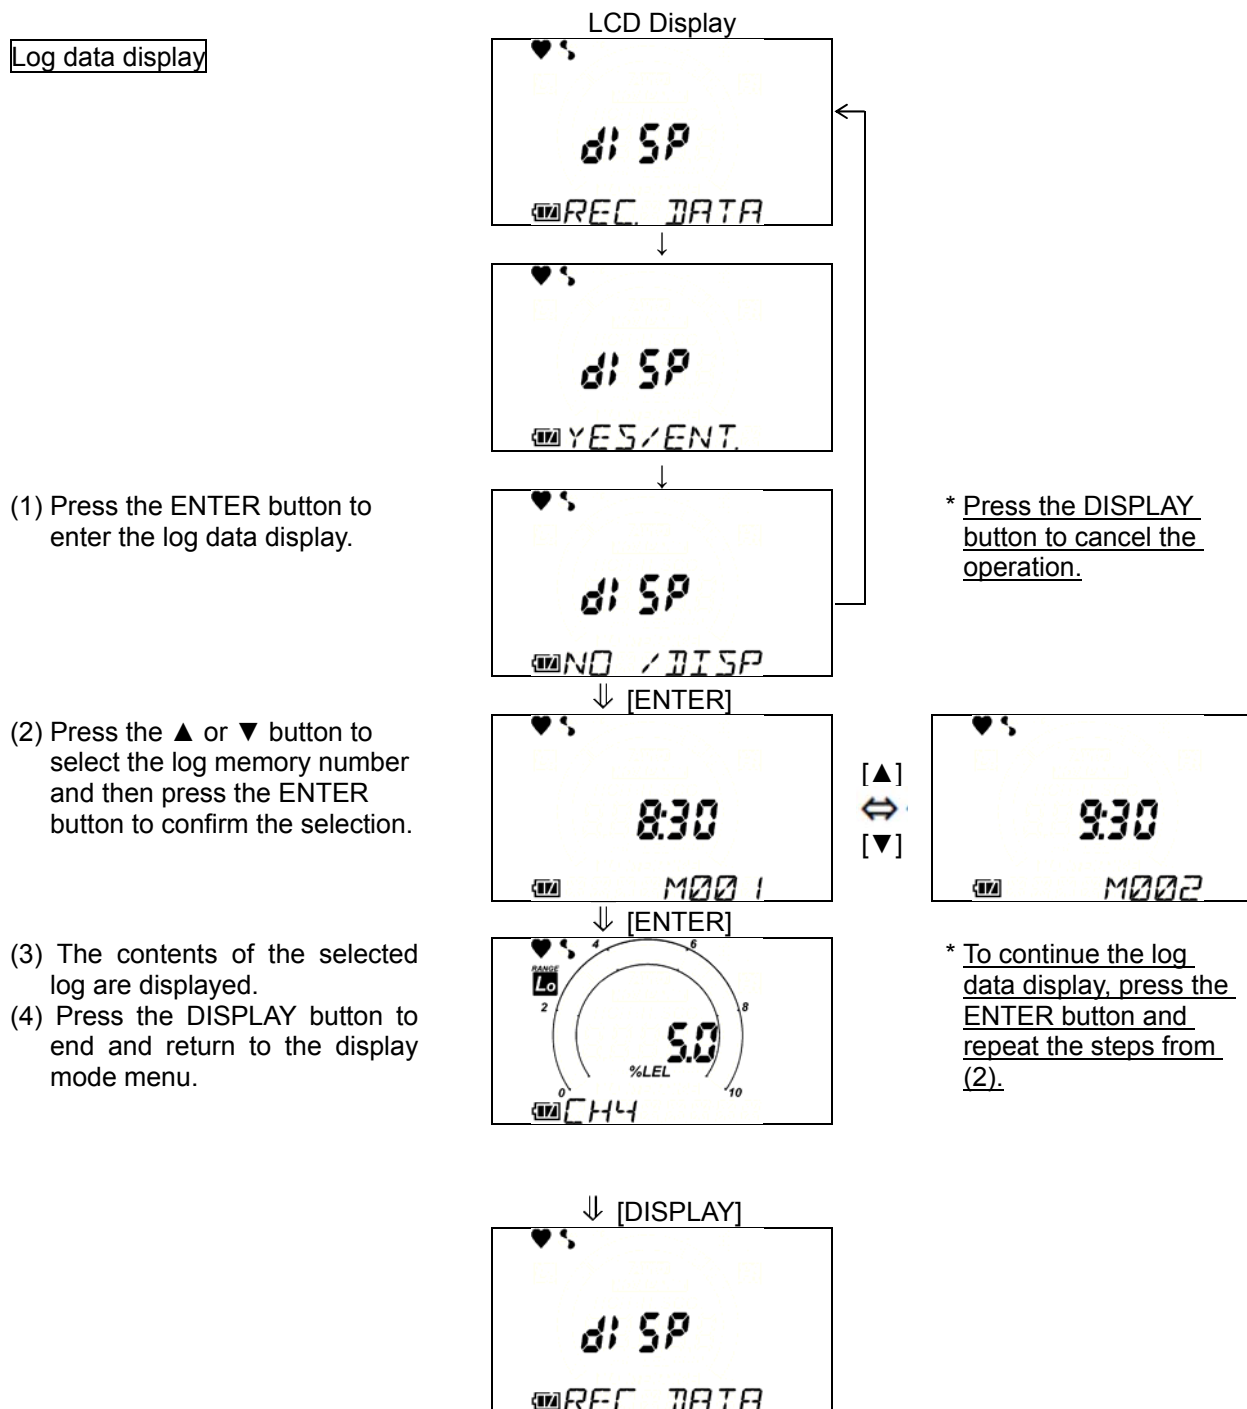 LCD Display
Log data display
di SP
REC. DATA
↓
di SP
YES/ENT.
↓
(1) Press the ENTER button to
enter the log data display.
* Press the DISPLAY
button to cancel the
operation.
di SP
NO /DISP
⇓ [ENTER]
(2) Press the ▲ or ▼ button to
select the log memory number
and then press the ENTER
button to confirm the selection.
8:30
M001
[▲]
⇔
[▼]
9:30
M002
⇓ [ENTER]
(3) The contents of the selected
log are displayed.
(4) Press the DISPLAY button to
end and return to the display
mode menu.
RANGE
Lo
0 2 4 6 8 10
5.0
%LEL
CH4
* To continue the log
data display, press the
ENTER button and
repeat the steps from
(2).
⇓ [DISPLAY]
di SP
REC. DATA